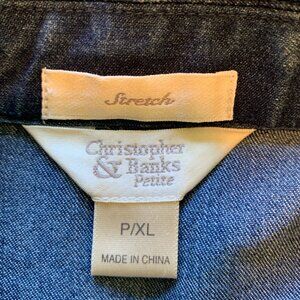 Stretch
Christopher
& Banks
Petite
P/XL
MADE IN CHINA